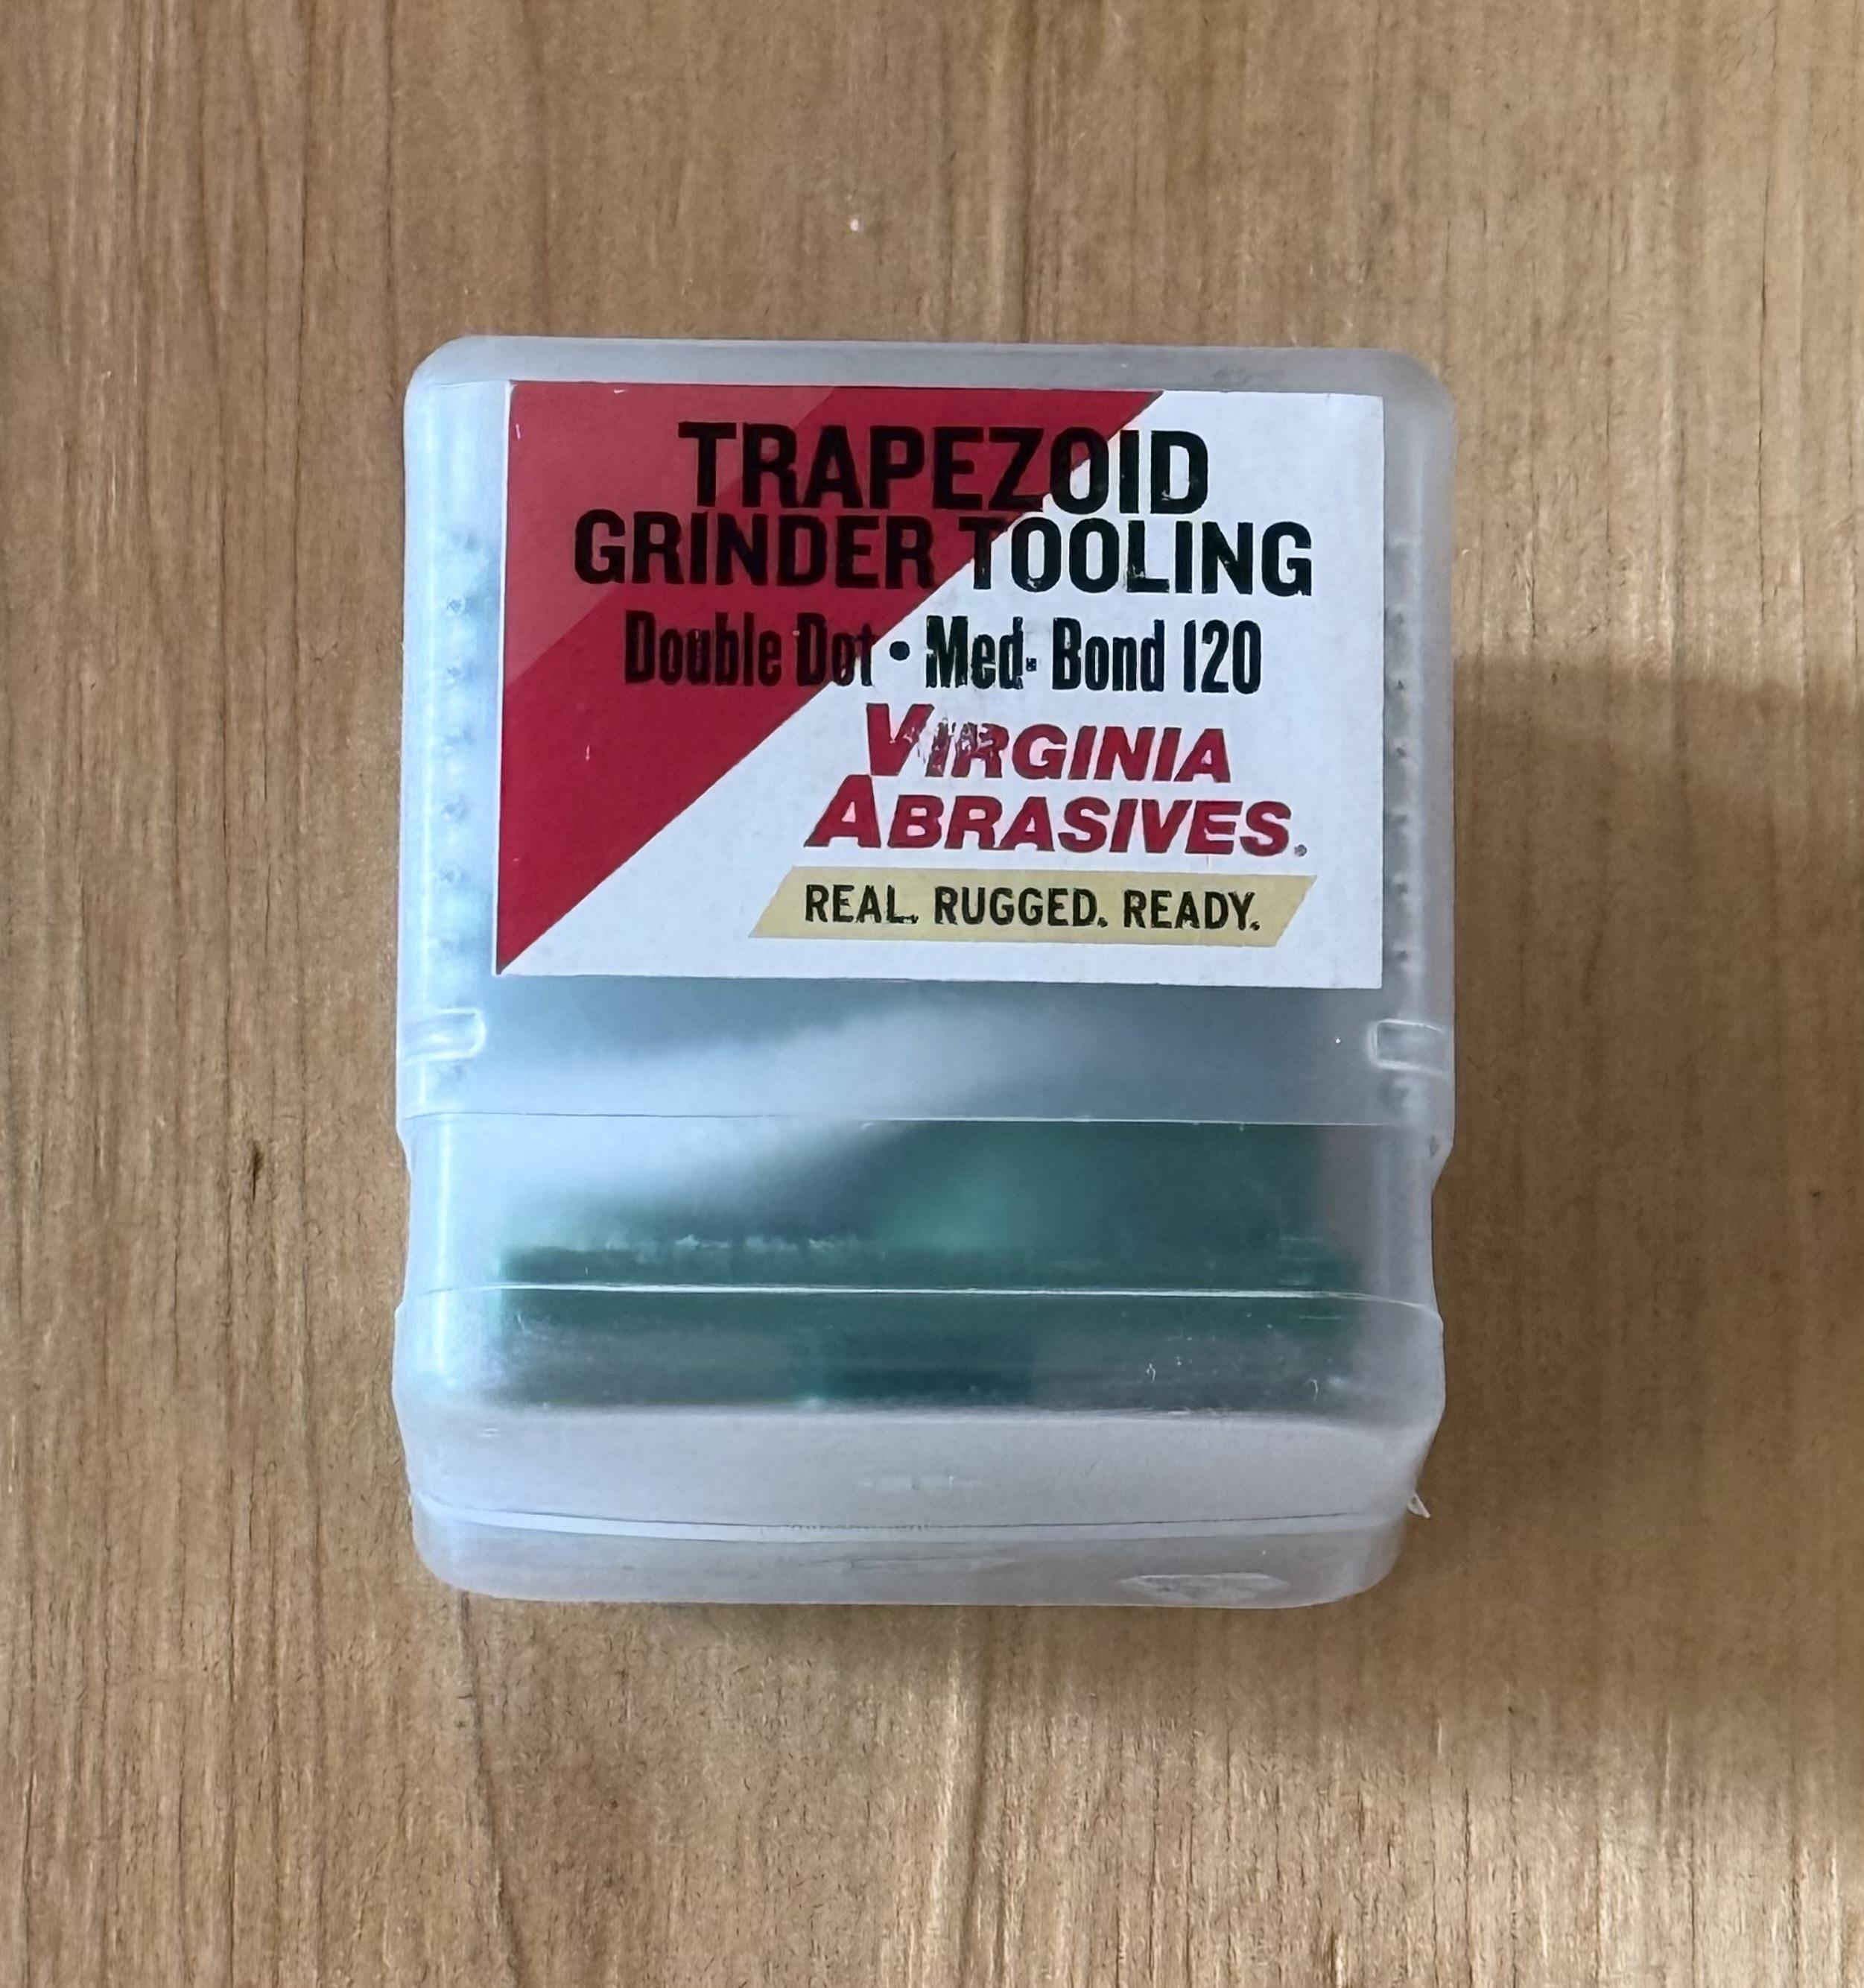 TRAPEZOID
GRINDER TOOLING
Double Dot • Med. Bond 120
VIRGINIA
ABRASIVES®
REAL. RUGGED. READY.